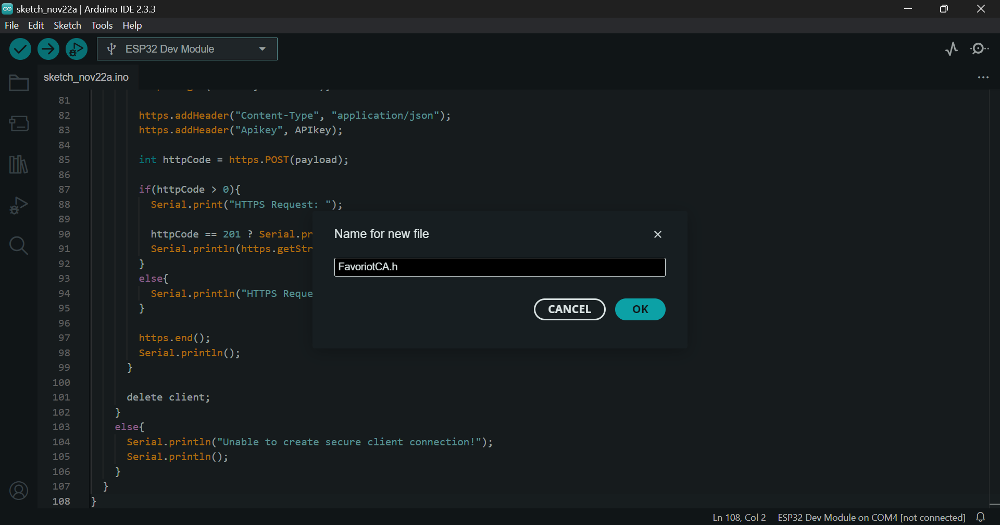 sketch_nov22a | Arduino IDE 2.3.3
File Edit Sketch Tools Help
ESP32 Dev Module
sketch_nov22a.ino
81
82 https.addHeader("Content-Type", "application/json");
83 https.addHeader("Apikey", APIkey);
84
85 int httpCode = https.POST(payload);
86
87 if(httpCode > 0){
88 Serial.print("HTTPS Request: ");
89
90 httpCode == 201 ? Serial.pr
91 Serial.println(https.getStr
92 }
93 else{
94 Serial.println("HTTPS Reque
95 }
96
97 https.end();
98 Serial.println();
99 }
100
101 delete client;
102 }
103 else{
104 Serial.println("Unable to create secure client connection!");
105 Serial.println();
106 }
107 }
108 }
Name for new file
FavoriotCA.h
CANCEL OK
Ln 108, Col 2 ESP32 Dev Module on COM4 [not connected]